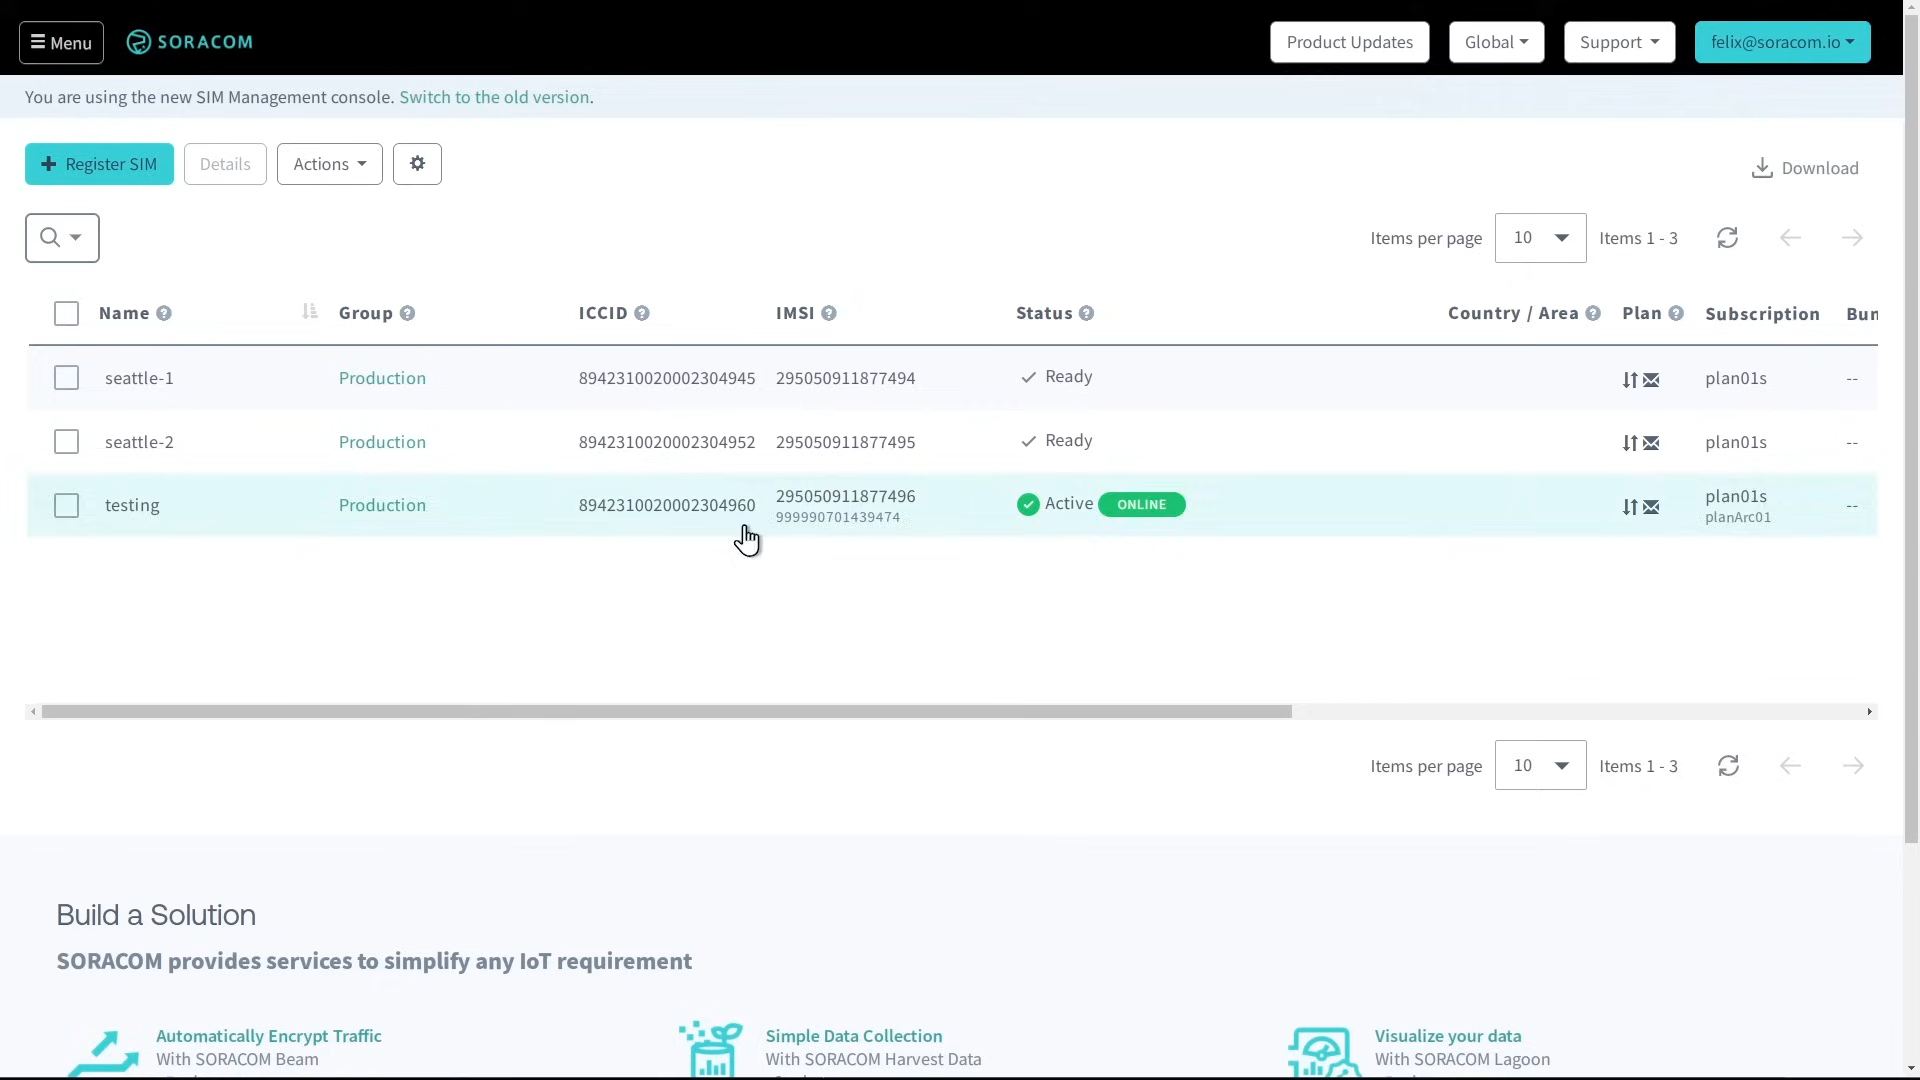 Menu SORACOM Product Updates Global Support felix@soracom.io
You are using the new SIM Management console. Switch to the old version.
Register SIM Details Actions Download
Items per page 10 Items 1 - 3
Name Group ICCID IMSI Status Country / Area Plan Subscription Bun
seattle-1 Production 8942310020002304945 295050911877494 Ready plan01s --
seattle-2 Production 8942310020002304952 295050911877495 Ready plan01s --
testing Production 8942310020002304960 295050911877496 Active ONLINE plan01s --
999990701439474 planArc01
Items per page 10 Items 1 - 3
Build a Solution
SORACOM provides services to simplify any IoT requirement
Automatically Encrypt Traffic Simple Data Collection Visualize your data
With SORACOM Beam With SORACOM Harvest Data With SORACOM Lagoon